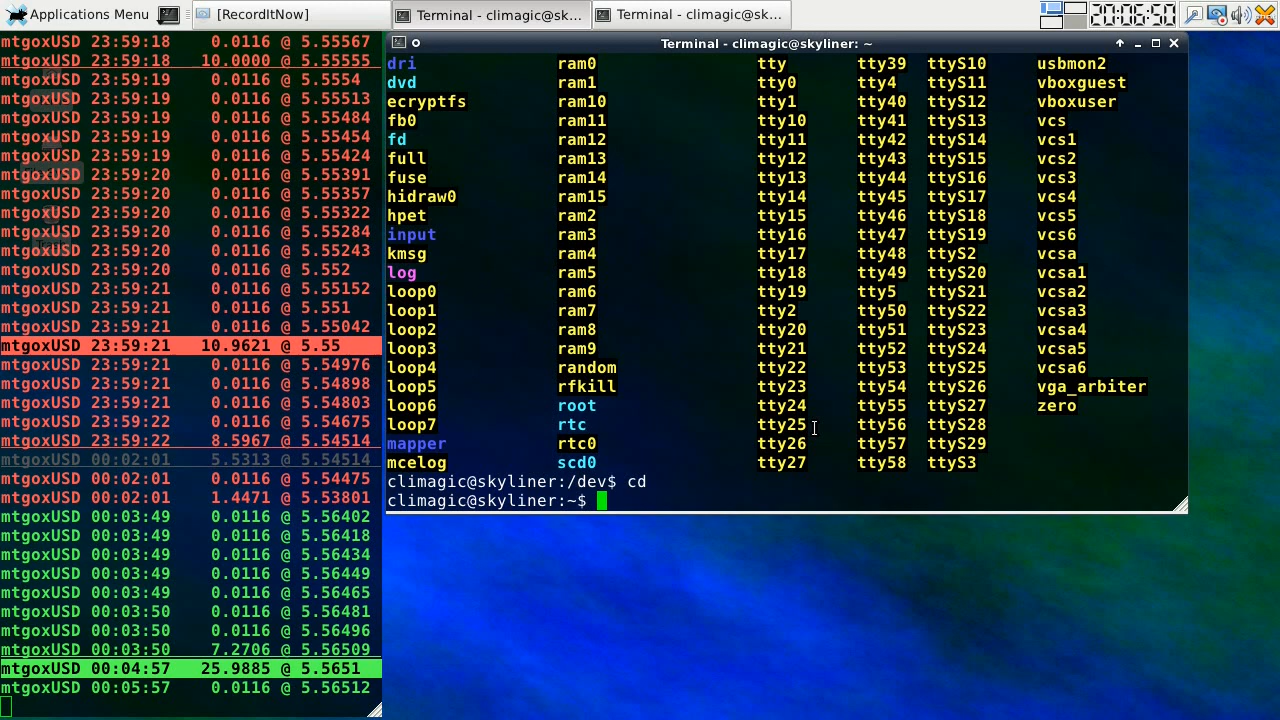 Applications Menu [RecordItNow] Terminal - climagic@sk... Terminal - climagic@sk... 20:06:50
mtgoxUSD 23:59:18 0.0116 @ 5.55567
mtgoxUSD 23:59:18 10.0000 @ 5.55555
mtgoxUSD 23:59:19 0.0116 @ 5.5554
mtgoxUSD 23:59:19 0.0116 @ 5.55513
mtgoxUSD 23:59:19 0.0116 @ 5.55484
mtgoxUSD 23:59:19 0.0116 @ 5.55454
mtgoxUSD 23:59:19 0.0116 @ 5.55424
mtgoxUSD 23:59:20 0.0116 @ 5.55391
mtgoxUSD 23:59:20 0.0116 @ 5.55357
mtgoxUSD 23:59:20 0.0116 @ 5.55322
mtgoxUSD 23:59:20 0.0116 @ 5.55284
mtgoxUSD 23:59:20 0.0116 @ 5.55243
mtgoxUSD 23:59:20 0.0116 @ 5.552
mtgoxUSD 23:59:21 0.0116 @ 5.55152
mtgoxUSD 23:59:21 0.0116 @ 5.551
mtgoxUSD 23:59:21 0.0116 @ 5.55042
mtgoxUSD 23:59:21 10.9621 @ 5.55
mtgoxUSD 23:59:21 0.0116 @ 5.54976
mtgoxUSD 23:59:21 0.0116 @ 5.54898
mtgoxUSD 23:59:21 0.0116 @ 5.54803
mtgoxUSD 23:59:22 0.0116 @ 5.54675
mtgoxUSD 23:59:22 8.5967 @ 5.54514
mtgoxUSD 00:02:01 5.5313 @ 5.54514
mtgoxUSD 00:02:01 0.0116 @ 5.54475
mtgoxUSD 00:02:01 1.4471 @ 5.53801
mtgoxUSD 00:03:49 0.0116 @ 5.56402
mtgoxUSD 00:03:49 0.0116 @ 5.56418
mtgoxUSD 00:03:49 0.0116 @ 5.56434
mtgoxUSD 00:03:49 0.0116 @ 5.56449
mtgoxUSD 00:03:49 0.0116 @ 5.56465
mtgoxUSD 00:03:50 0.0116 @ 5.56481
mtgoxUSD 00:03:50 0.0116 @ 5.56496
mtgoxUSD 00:03:50 7.2706 @ 5.56509
mtgoxUSD 00:04:57 25.9885 @ 5.5651
mtgoxUSD 00:05:57 0.0116 @ 5.56512
Terminal - climagic@skyliner: ~
dri ram0 tty tty39 ttyS10 usbmon2
dvd ram1 tty0 tty4 ttyS11 vboxguest
ecryptfs ram10 tty1 tty40 ttyS12 vboxuser
fb0 ram11 tty10 tty41 ttyS13 vcs
fd ram12 tty11 tty42 ttyS14 vcs1
full ram13 tty12 tty43 ttyS15 vcs2
fuse ram14 tty13 tty44 ttyS16 vcs3
hidraw0 ram15 tty14 tty45 ttyS17 vcs4
hpet ram2 tty15 tty46 ttyS18 vcs5
input ram3 tty16 tty47 ttyS19 vcs6
kmsg ram4 tty17 tty48 ttyS2 vcsa
log ram5 tty18 tty49 ttyS20 vcsa1
loop0 ram6 tty19 tty5 ttyS21 vcsa2
loop1 ram7 tty2 tty50 ttyS22 vcsa3
loop2 ram8 tty20 tty51 ttyS23 vcsa4
loop3 ram9 tty21 tty52 ttyS24 vcsa5
loop4 random tty22 tty53 ttyS25 vcsa6
loop5 rfkill tty23 tty54 ttyS26 vga_arbiter
loop6 root tty24 tty55 ttyS27 zero
loop7 rtc tty25 tty56 ttyS28
mapper rtc0 tty26 tty57 ttyS29
mcelog scd0 tty27 tty58 ttyS3
climagic@skyliner:/dev$ cd
climagic@skyliner:~$